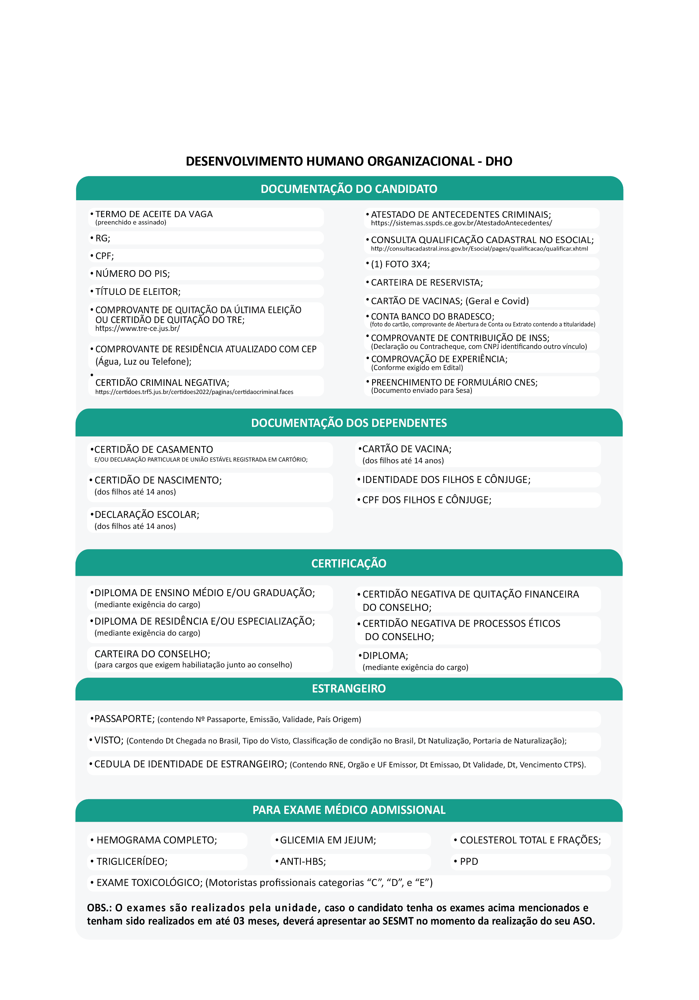 DESENVOLVIMENTO HUMANO ORGANIZACIONAL - DHO
DOCUMENTAÇÃO DO CANDIDATO
• TERMO DE ACEITE DA VAGA
(preenchido e assinado)
• RG;
• CPF;
• NÚMERO DO PIS;
• TÍTULO DE ELEITOR;
• COMPROVANTE DE QUITAÇÃO DA ÚLTIMA ELEIÇÃO
OU CERTIDÃO DE QUITAÇÃO DO TRE;
https://www.tre-ce.jus.br/
• COMPROVANTE DE RESIDÊNCIA ATUALIZADO COM CEP
(Água, Luz ou Telefone);
•
CERTIDÃO CRIMINAL NEGATIVA;
https://certidoes.trf5.jus.br/certidoes2022/paginas/certidaocriminal.faces
• ATESTADO DE ANTECEDENTES CRIMINAIS;
https://sistemas.sspds.ce.gov.br/AtestadoAntecedentes/
• CONSULTA QUALIFICAÇÃO CADASTRAL NO ESOCIAL;
http://consultacadastral.inss.gov.br/Esocial/pages/qualificacao/qualificar.xhtml
• (1) FOTO 3X4;
• CARTEIRA DE RESERVISTA;
• CARTÃO DE VACINAS; (Geral e Covid)
• CONTA BANCO DO BRADESCO;
(foto do cartão, comprovante de Abertura de Conta ou Extrato contendo a titularidade)
• COMPROVANTE DE CONTRIBUIÇÃO DE INSS;
(Declaração ou Contracheque, com CNPJ identificando outro vínculo)
• COMPROVAÇÃO DE EXPERIÊNCIA;
(Conforme exigido em Edital)
• PREENCHIMENTO DE FORMULÁRIO CNES;
(Documento enviado para Sesa)
DOCUMENTAÇÃO DOS DEPENDENTES
•CERTIDÃO DE CASAMENTO
E/OU DECLARAÇÃO PARTICULAR DE UNIÃO ESTÁVEL REGISTRADA EM CARTÓRIO;
• CERTIDÃO DE NASCIMENTO;
(dos filhos até 14 anos)
•DECLARAÇÃO ESCOLAR;
(dos filhos até 14 anos)
•CARTÃO DE VACINA;
(dos filhos até 14 anos)
• IDENTIDADE DOS FILHOS E CÔNJUGE;
• CPF DOS FILHOS E CÔNJUGE;
CERTIFICAÇÃO
•DIPLOMA DE ENSINO MÉDIO E/OU GRADUAÇÃO;
(mediante exigência do cargo)
•DIPLOMA DE RESIDÊNCIA E/OU ESPECIALIZAÇÃO;
(mediante exigência do cargo)
CARTEIRA DO CONSELHO;
(para cargos que exigem habiliatação junto ao conselho)
• CERTIDÃO NEGATIVA DE QUITAÇÃO FINANCEIRA
DO CONSELHO;
• CERTIDÃO NEGATIVA DE PROCESSOS ÉTICOS
DO CONSELHO;
•DIPLOMA;
(mediante exigência do cargo)
ESTRANGEIRO
•PASSAPORTE; (contendo Nº Passaporte, Emissão, Validade, País Origem)
• VISTO; (Contendo Dt Chegada no Brasil, Tipo do Visto, Classificação de condição no Brasil, Dt Natulização, Portaria de Naturalização);
• CEDULA DE IDENTIDADE DE ESTRANGEIRO; (Contendo RNE, Orgão e UF Emissor, Dt Emissao, Dt Validade, Dt, Vencimento CTPS).
PARA EXAME MÉDICO ADMISSIONAL
• HEMOGRAMA COMPLETO; • GLICEMIA EM JEJUM; • COLESTEROL TOTAL E FRAÇÕES;
• TRIGLICERÍDEO; • ANTI-HBS; • PPD
• EXAME TOXICOLÓGICO; (Motoristas profissionais categorias “C”, “D”, e “E”)
OBS.: O exames são realizados pela unidade, caso o candidato tenha os exames acima mencionados e
tenham sido realizados em até 03 meses, deverá apresentar ao SESMT no momento da realização do seu ASO.